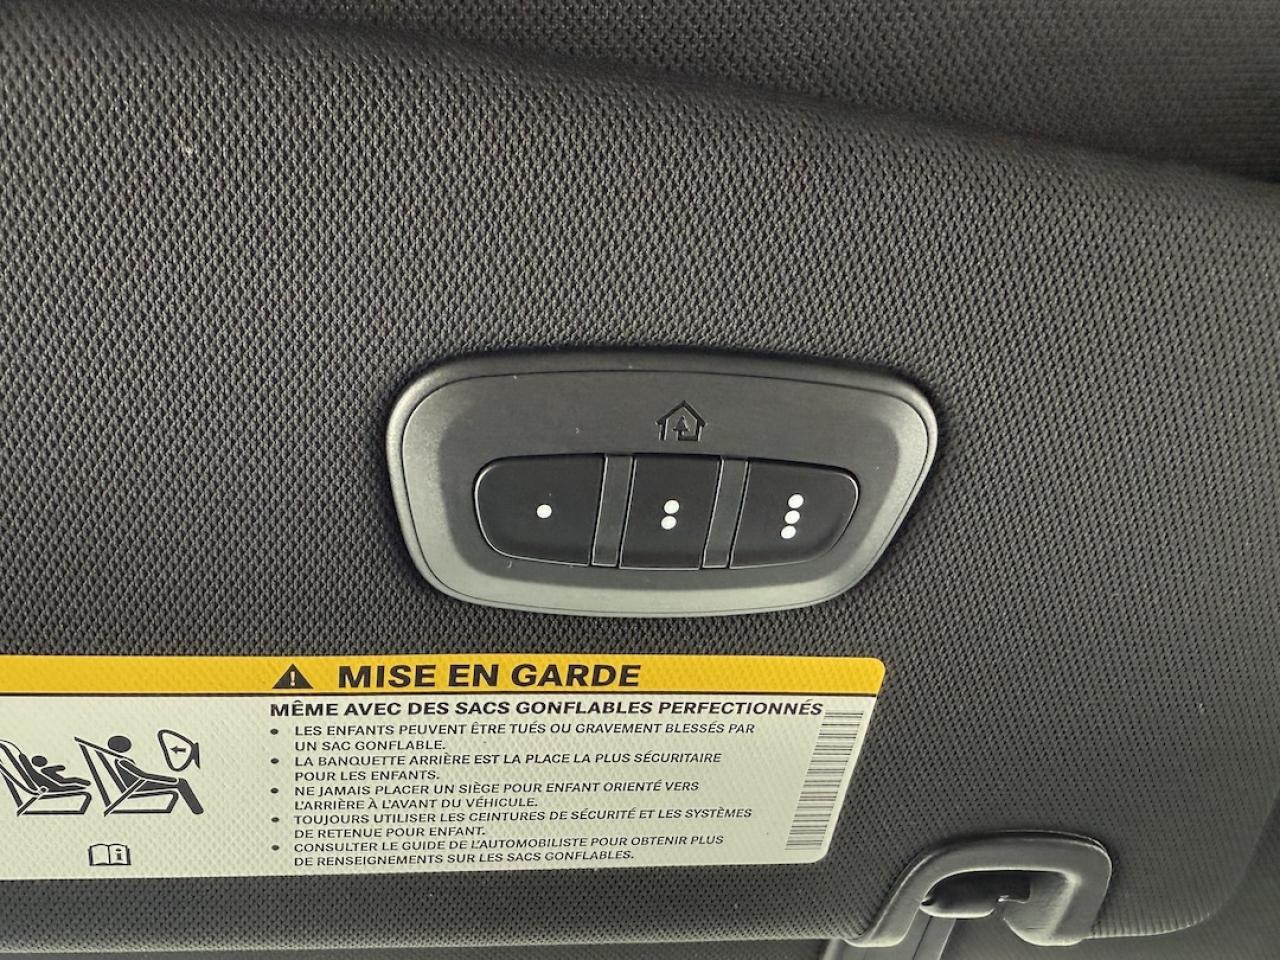 MISE EN GARDE
MÊME AVEC DES SACS GONFLABLES PERFECTIONNÉS
• LES ENFANTS PEUVENT ÊTRE TUÉS OU GRAVEMENT BLESSÉS PAR
UN SAC GONFLABLE.
• LA BANQUETTE ARRIÈRE EST LA PLACE LA PLUS SÉCURITAIRE
POUR LES ENFANTS.
• NE JAMAIS PLACER UN SIÈGE POUR ENFANT ORIENTÉ VERS
L'ARRIÈRE À L'AVANT DU VÉHICULE.
• TOUJOURS UTILISER LES CEINTURES DE SÉCURITÉ ET LES SYSTÈMES
DE RETENUE POUR ENFANT.
• CONSULTER LE GUIDE DE L'AUTOMOBILISTE POUR OBTENIR PLUS
DE RENSEIGNEMENTS SUR LES SACS GONFLABLES.